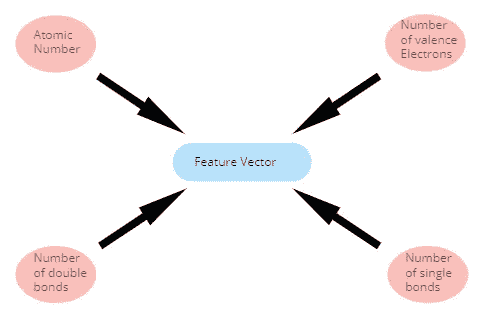 Atomic
Number
Number
of valence
Electrons
Feature Vector
Number
of double
bonds
Number
of single
bonds